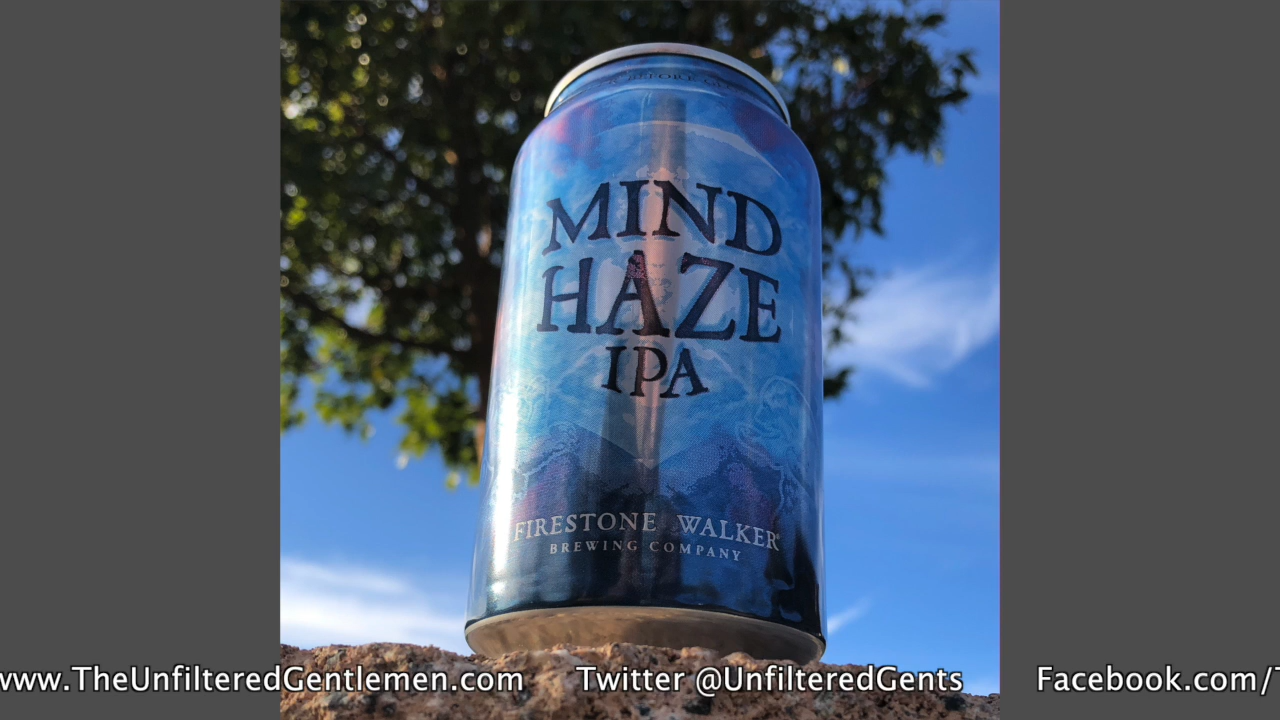 MIND
HAZE
IPA
FIRESTONE WALKER®
BREWING COMPANY
www.TheUnfilteredGentlemen.com Twitter @UnfilteredGents Facebook.com/